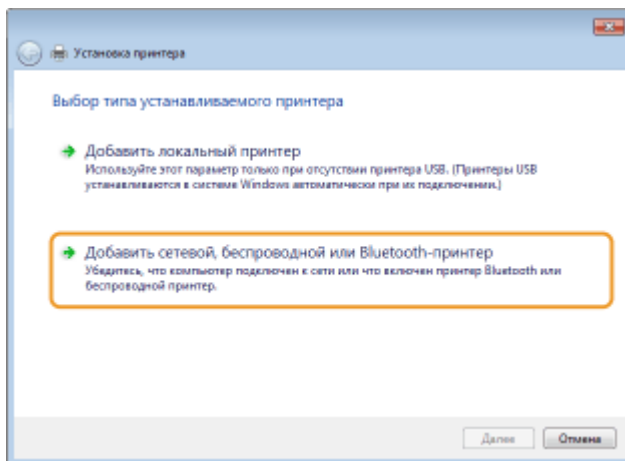 Установка принтера
Выбор типа устанавливаемого принтера
Добавить локальный принтер
Используйте этот параметр только при отсутствии принтера USB. (Принтеры USB
устанавливаются в системе Windows автоматически при их подключении.)
Добавить сетевой, беспроводной или Bluetooth-принтер
Убедитесь, что компьютер подключен к сети или что включен принтер Bluetooth или
беспроводной принтер.
Далее
Отмена